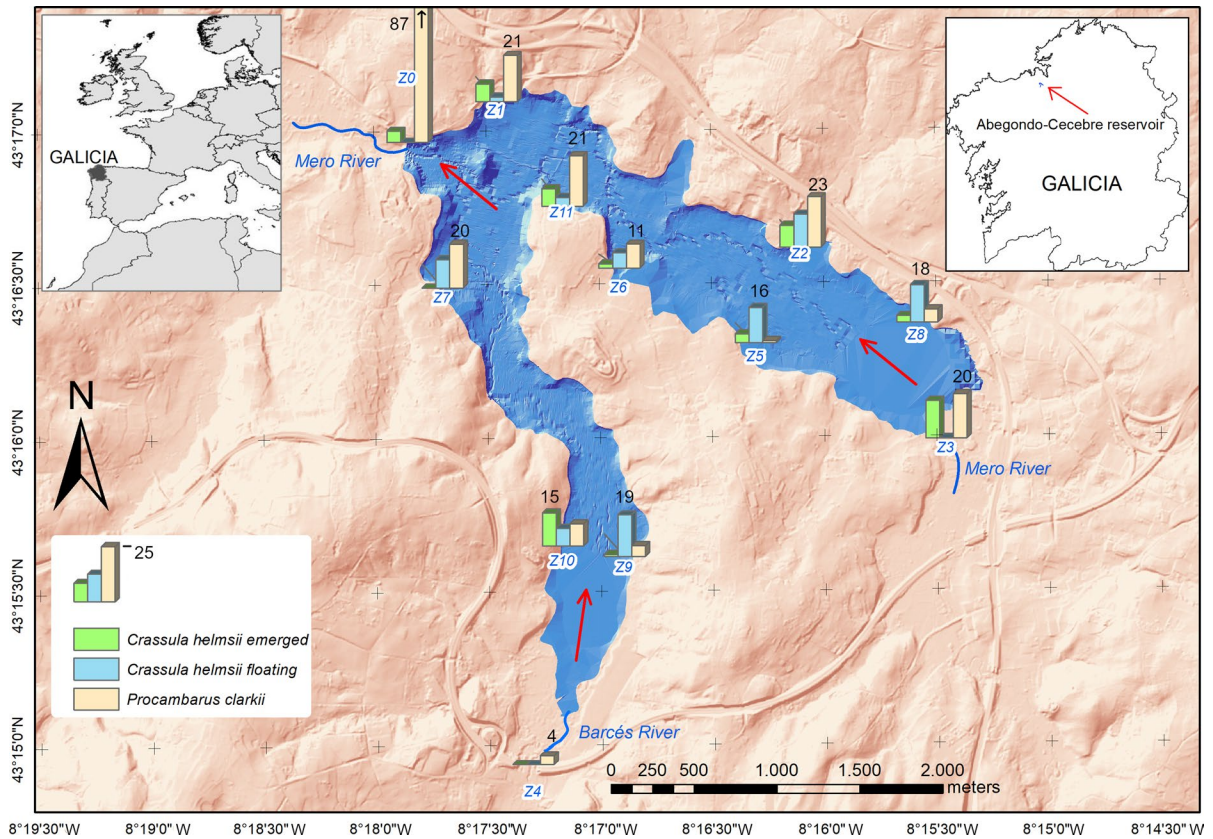 87
21
Z0
Z1
GALICIA
Mero River
21
Z11
23
Z2
20
Z7
11
Z6
16
Z5
18
Z8
20
Z3
Mero River
15
Z10
19
Z9
Barcés River
4
Z4
Abegondo-Cecebre reservoir
GALICIA
N
25
Crassula helmsii emerged
Crassula helmsii floating
Procambarus clarkii
0 250 500 1.000 1.500 2.000
meters
43°17'0"N
43°16'30"N
43°16'0"N
43°15'30"N
43°15'0"N
8°19'30"W 8°19'0"W 8°18'30"W 8°18'0"W 8°17'30"W 8°17'0"W 8°16'30"W 8°16'0"W 8°15'30"W 8°15'0"W 8°14'30"W